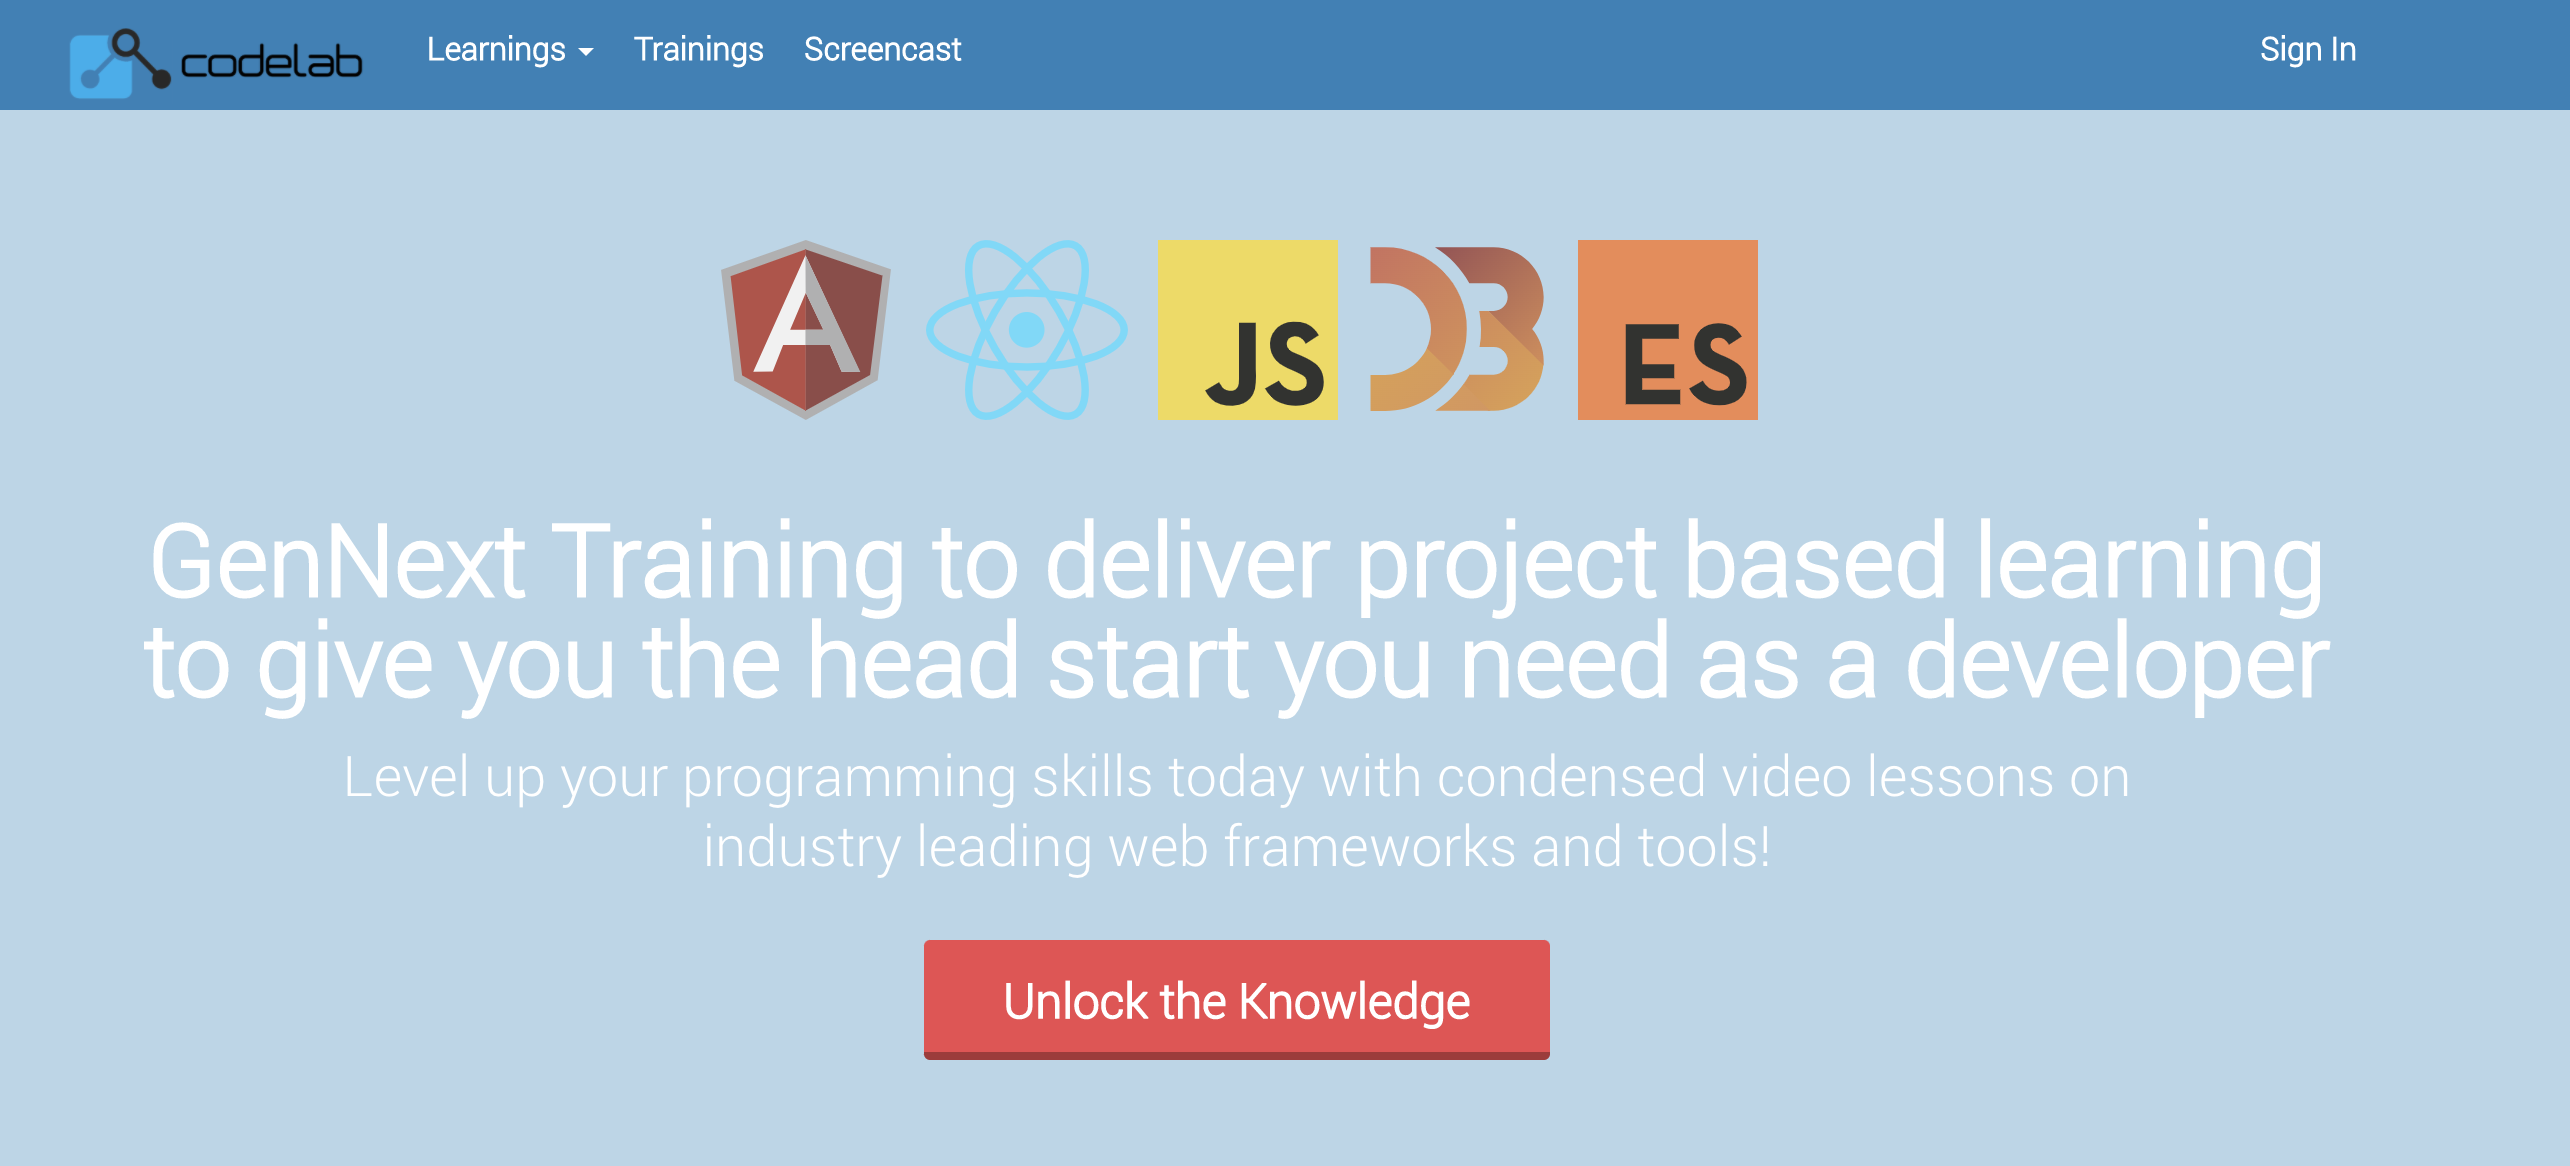 codelab
Learnings
Trainings
Screencast
Sign In
A
JS
D3
ES
GenNext Training to deliver project based learning
to give you the head start you need as a developer
Level up your programming skills today with condensed video lessons on
industry leading web frameworks and tools!
Unlock the Knowledge